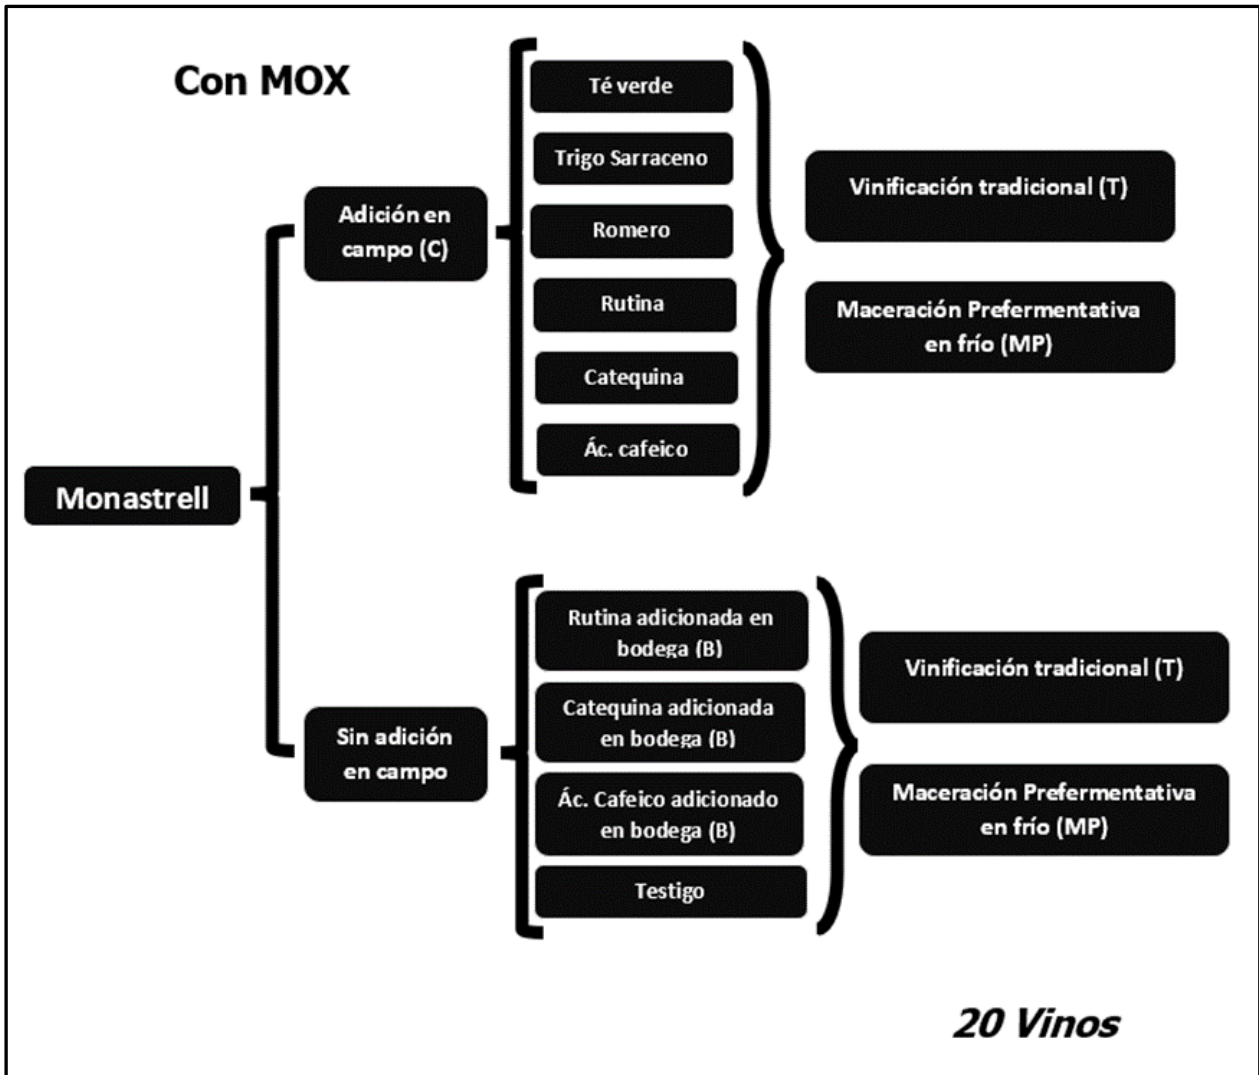 Con MOX
Monastrell
Adición en
campo (C)
Té verde
Trigo Sarraceno
Romero
Rutina
Catequina
Ác. cafeico
Vinificación tradicional (T)
Maceración Prefermentativa
en frío (MP)
Sin adición
en campo
Rutina adicionada en
bodega (B)
Catequina adicionada
en bodega (B)
Ác. Cafeico adicionado
en bodega (B)
Testigo
Vinificación tradicional (T)
Maceración Prefermentativa
en frío (MP)
20 Vinos